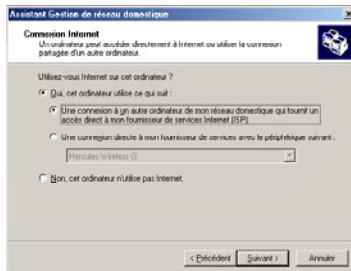 Assistant Gestion de réseau domestique
Connexion Internet
Un ordinateur peut accéder directement à Internet ou utiliser la connexion
partagée d'un autre ordinateur.
Utilisez-vous Internet sur cet ordinateur ?
Oui, cet ordinateur utilise ce qui suit :
Une connexion à un autre ordinateur de mon réseau domestique qui fournit un
accès direct à mon fournisseur de services Internet (ISP).
Une connexion directe à mon fournisseur de services avec le périphérique suivant :
Hercules Wireless G
Non, cet ordinateur n'utilise pas Internet.
< Précédent
Suivant >
Annuler